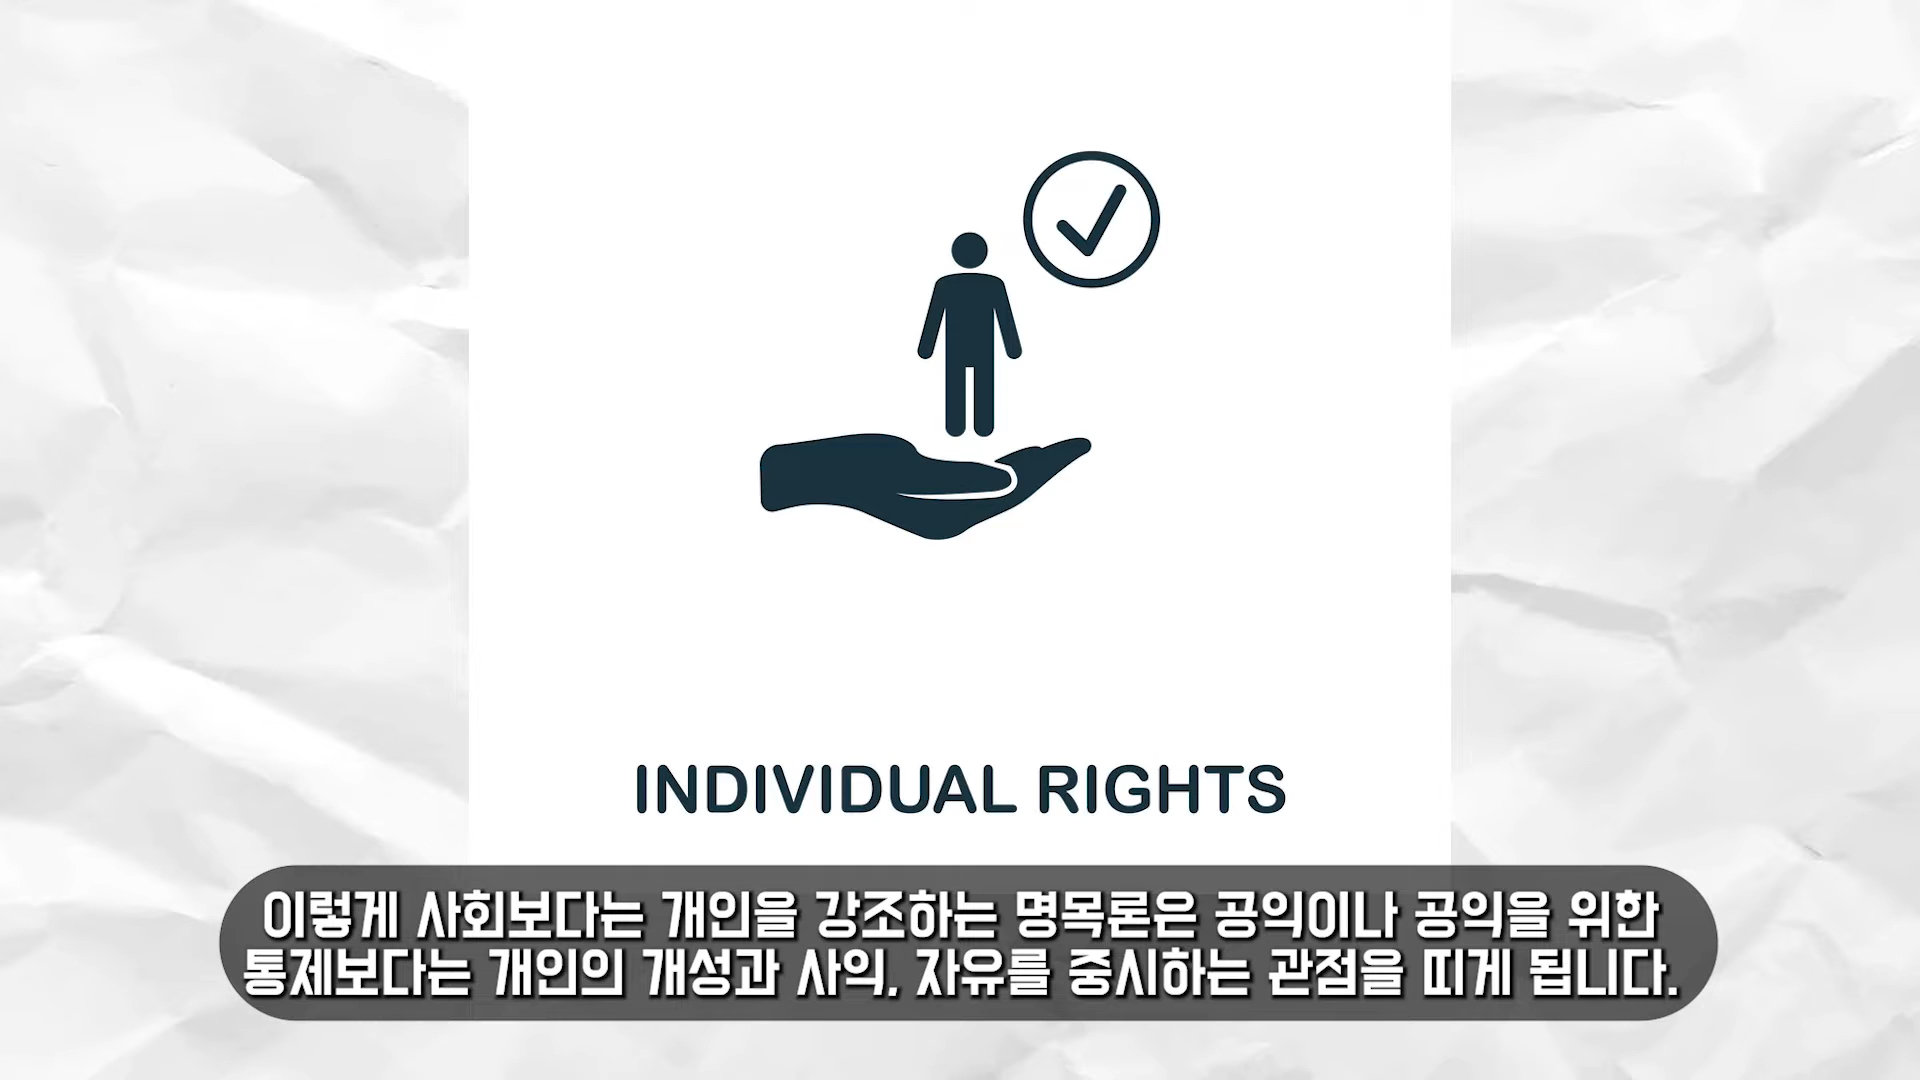 INDIVIDUAL RIGHTS
이렇게 사회보다는 개인을 강조하는 명목론은 공익이나 공익을 위한
통제보다는 개인의 개성과 사익, 자유를 중시하는 관점을 띠게 됩니다.